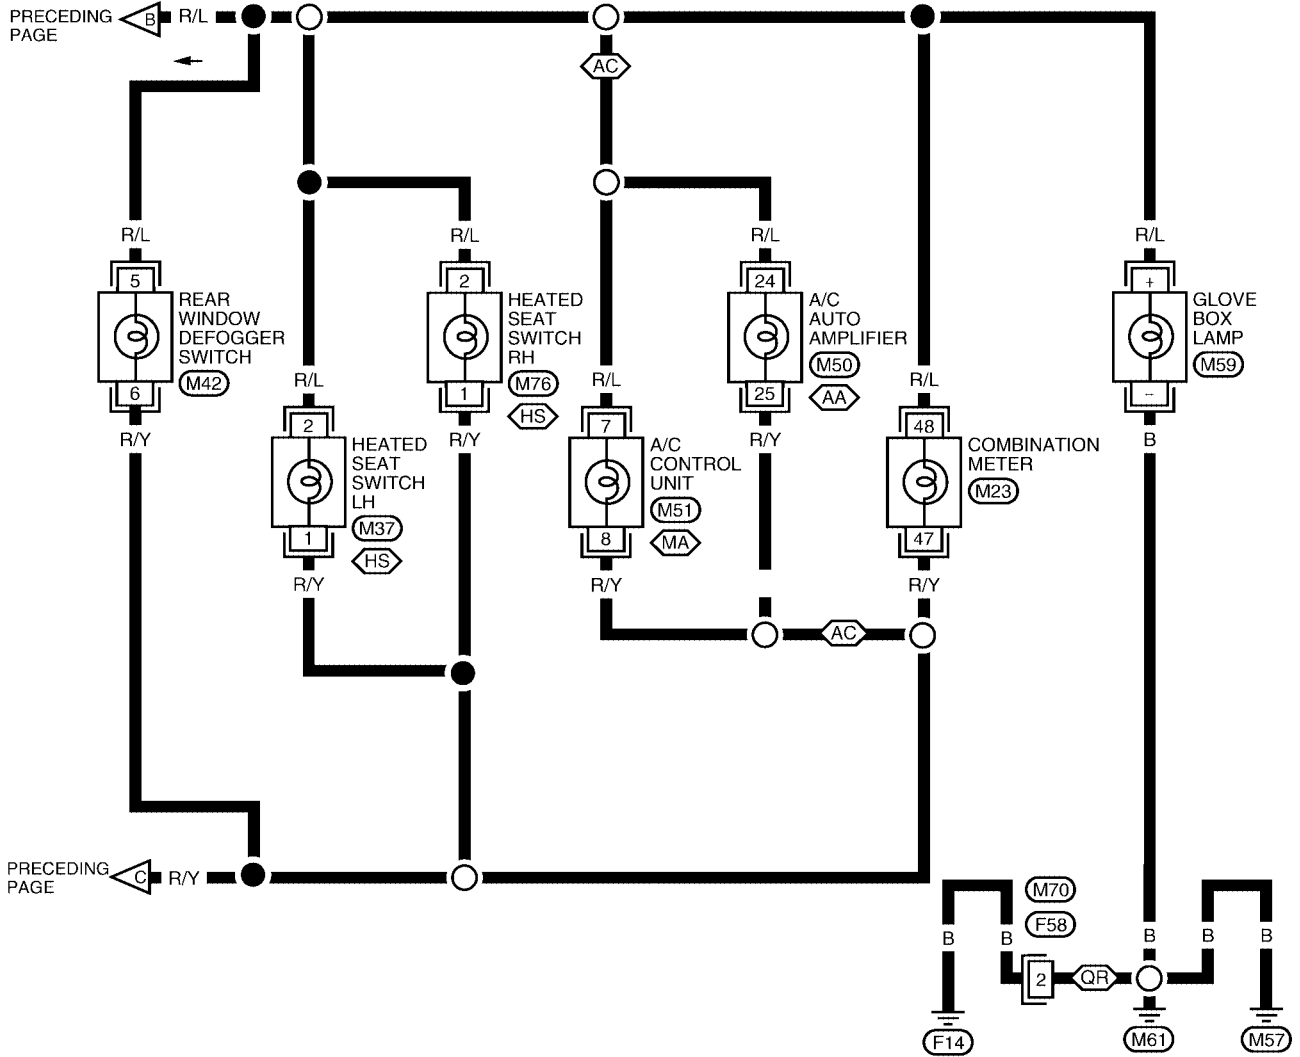 PRECEDING
PAGE
B
R/L
AC
R/L
R/L
R/L
R/L
5
REAR
WINDOW
DEFOGGER
SWITCH
M42
6
R/Y
2
HEATED
SEAT
SWITCH
RH
M76
1
HS
R/Y
24
A/C
AUTO
AMPLIFIER
M50
25
AA
R/Y
+
GLOVE
BOX
LAMP
M59
–
B
R/L
2
HEATED
SEAT
SWITCH
LH
M37
1
HS
R/Y
R/L
7
A/C
CONTROL
UNIT
M51
8
MA
R/Y
R/L
48
COMBINATION
METER
M23
47
R/Y
AC
PRECEDING
PAGE
C
R/Y
M70
F58
B
B
B
B
B
2
QR
F14
M61
M57